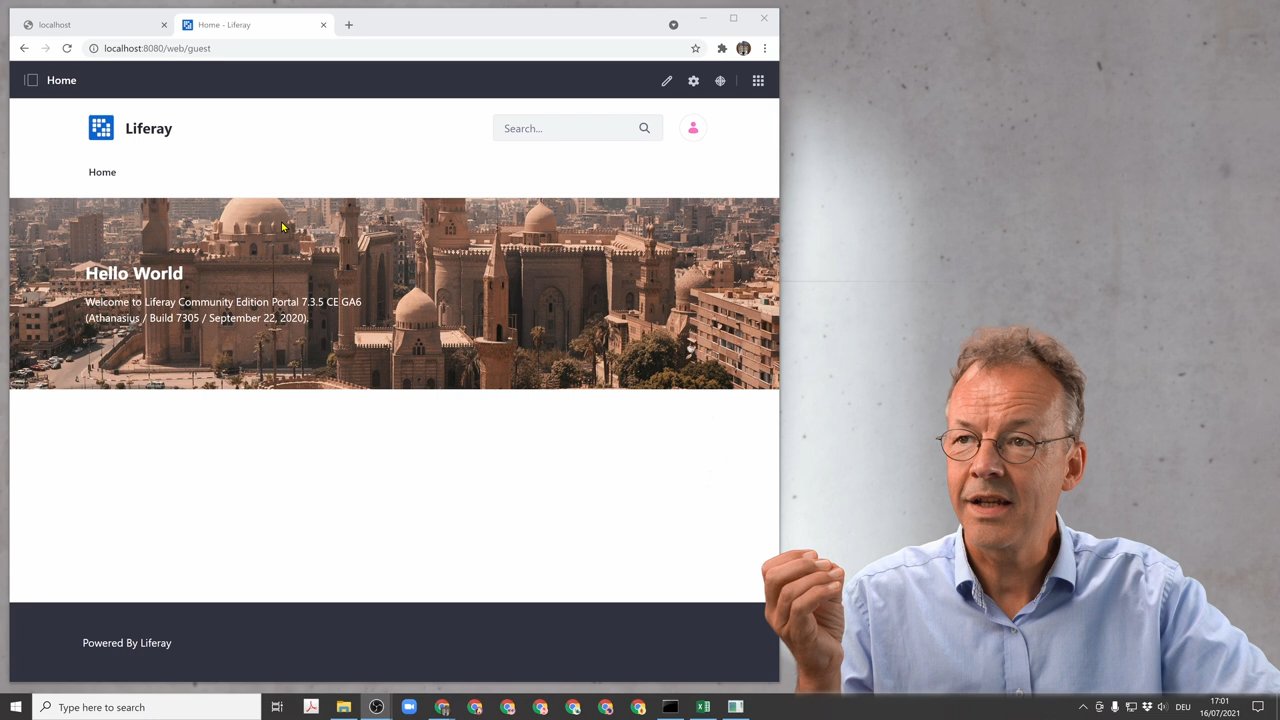 localhost
Home - Liferay
localhost:8080/web/guest
Home
Liferay
Search...
Home
Hello World
Welcome to Liferay Community Edition Portal 7.3.5 CE GA6
(Athanasius / Build 7305 / September 22, 2020).
Powered By Liferay
Type here to search
DEU
17:01
16/07/2021